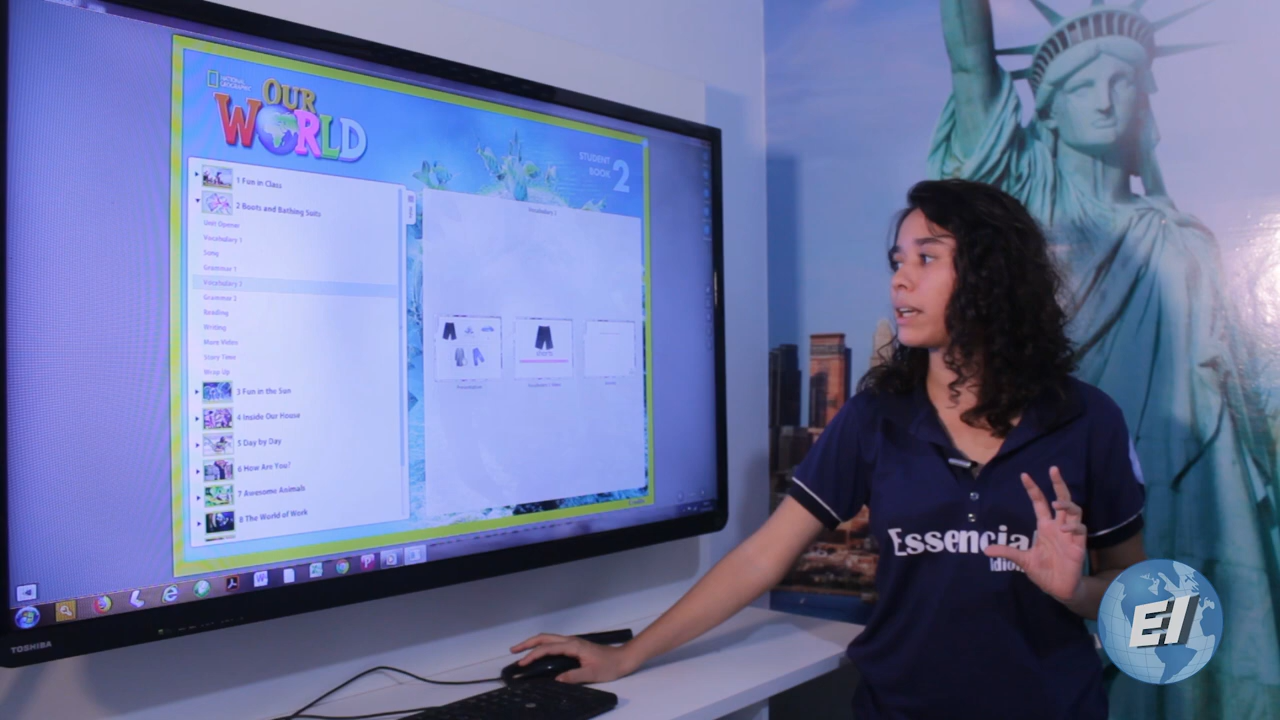 NATIONAL
GEOGRAPHIC
OUR
WORLD
STUDENT
BOOK 2
1 Fun in Class
2 Boots and Bathing Suits
Unit Opener
Vocabulary 1
Song
Grammar 1
Vocabulary 2
Grammar 2
Reading
Writing
More Video
Story Time
Wrap Up
3 Fun in the Sun
4 Inside Our House
5 Day by Day
6 How Are You?
7 Awesome Animals
8 The World of Work
Vocabulary 2
shorts
Presentation
TOSHIBA
Essencial
EI